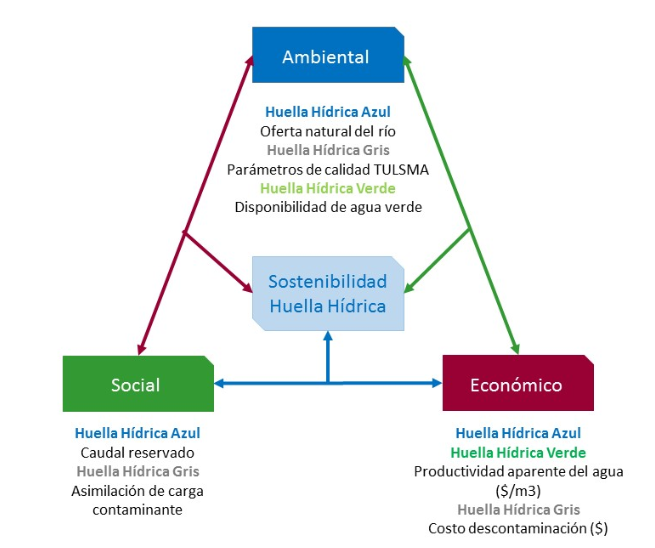 Ambiental
Huella Hídrica Azul
Oferta natural del río
Huella Hídrica Gris
Parámetros de calidad TULSMA
Huella Hídrica Verde
Disponibilidad de agua verde
Sostenibilidad
Huella Hídrica
Social
Huella Hídrica Azul
Caudal reservado
Huella Hídrica Gris
Asimilación de carga
contaminante
Económico
Huella Hídrica Azul
Huella Hídrica Verde
Productividad aparente del agua
($/m3)
Huella Hídrica Gris
Costo descontaminación ($)